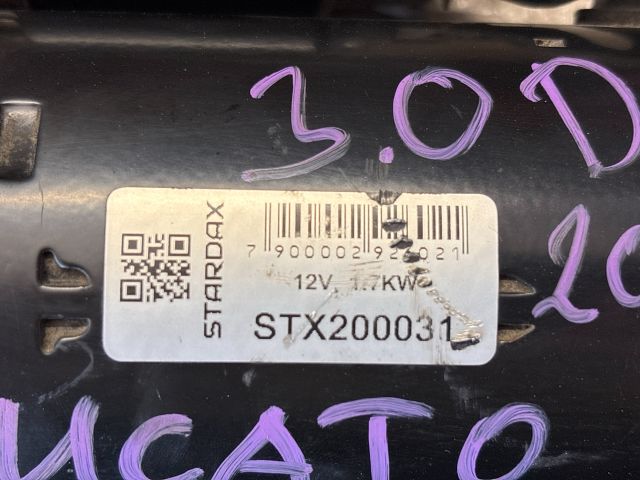 3.0D
STARDAX
12V, 1.7KW
STX200031
20
UCATO